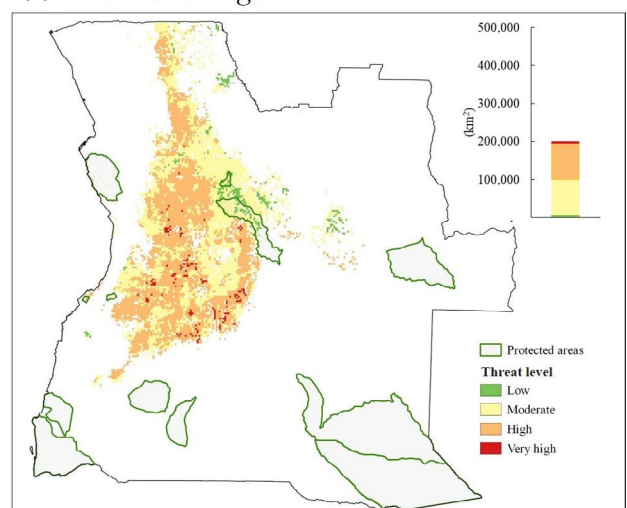 500,000
400,000
300,000
(km²)
200,000
100,000
Protected areas
Threat level
Low
Moderate
High
Very high